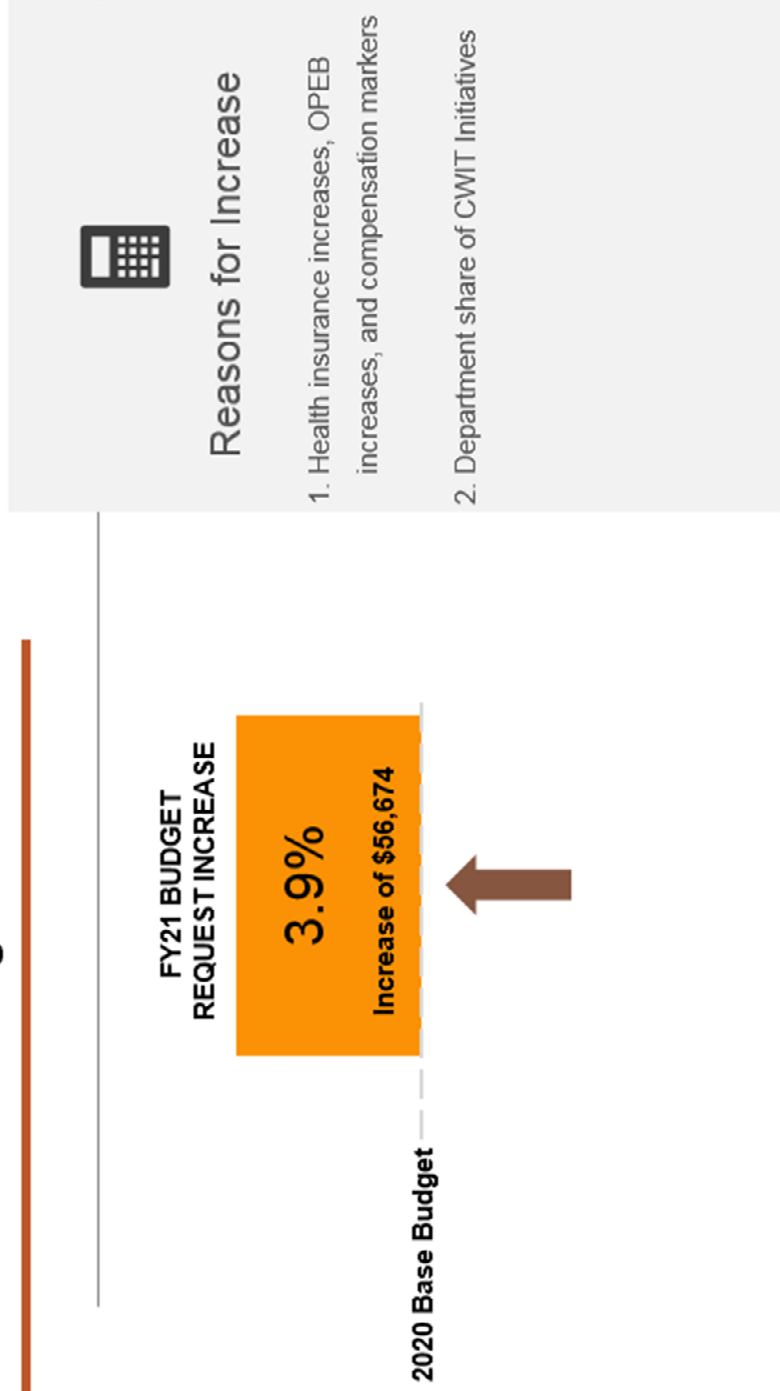 FY21 BUDGET
REQUEST INCREASE
3.9%
Increase of $56,674
2020 Base Budget
Reasons for Increase
1. Health insurance increases, OPEB
increases, and compensation markers
2. Department share of CWIT Initiatives